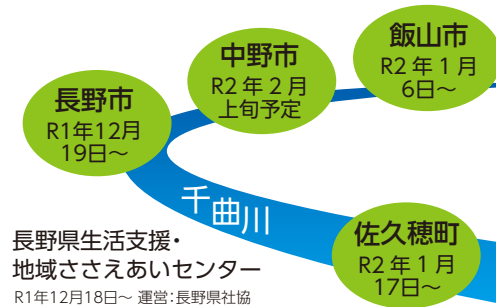 飯山市
R2 年 1 月
6日～
中野市
R2 年 2 月
上旬予定
長野市
R1年12月
19日～
千曲川
佐久穂町
R2 年 1 月
17日～
長野県生活支援・
地域ささえあいセンター
R1年12月18日～ 運営：長野県社協